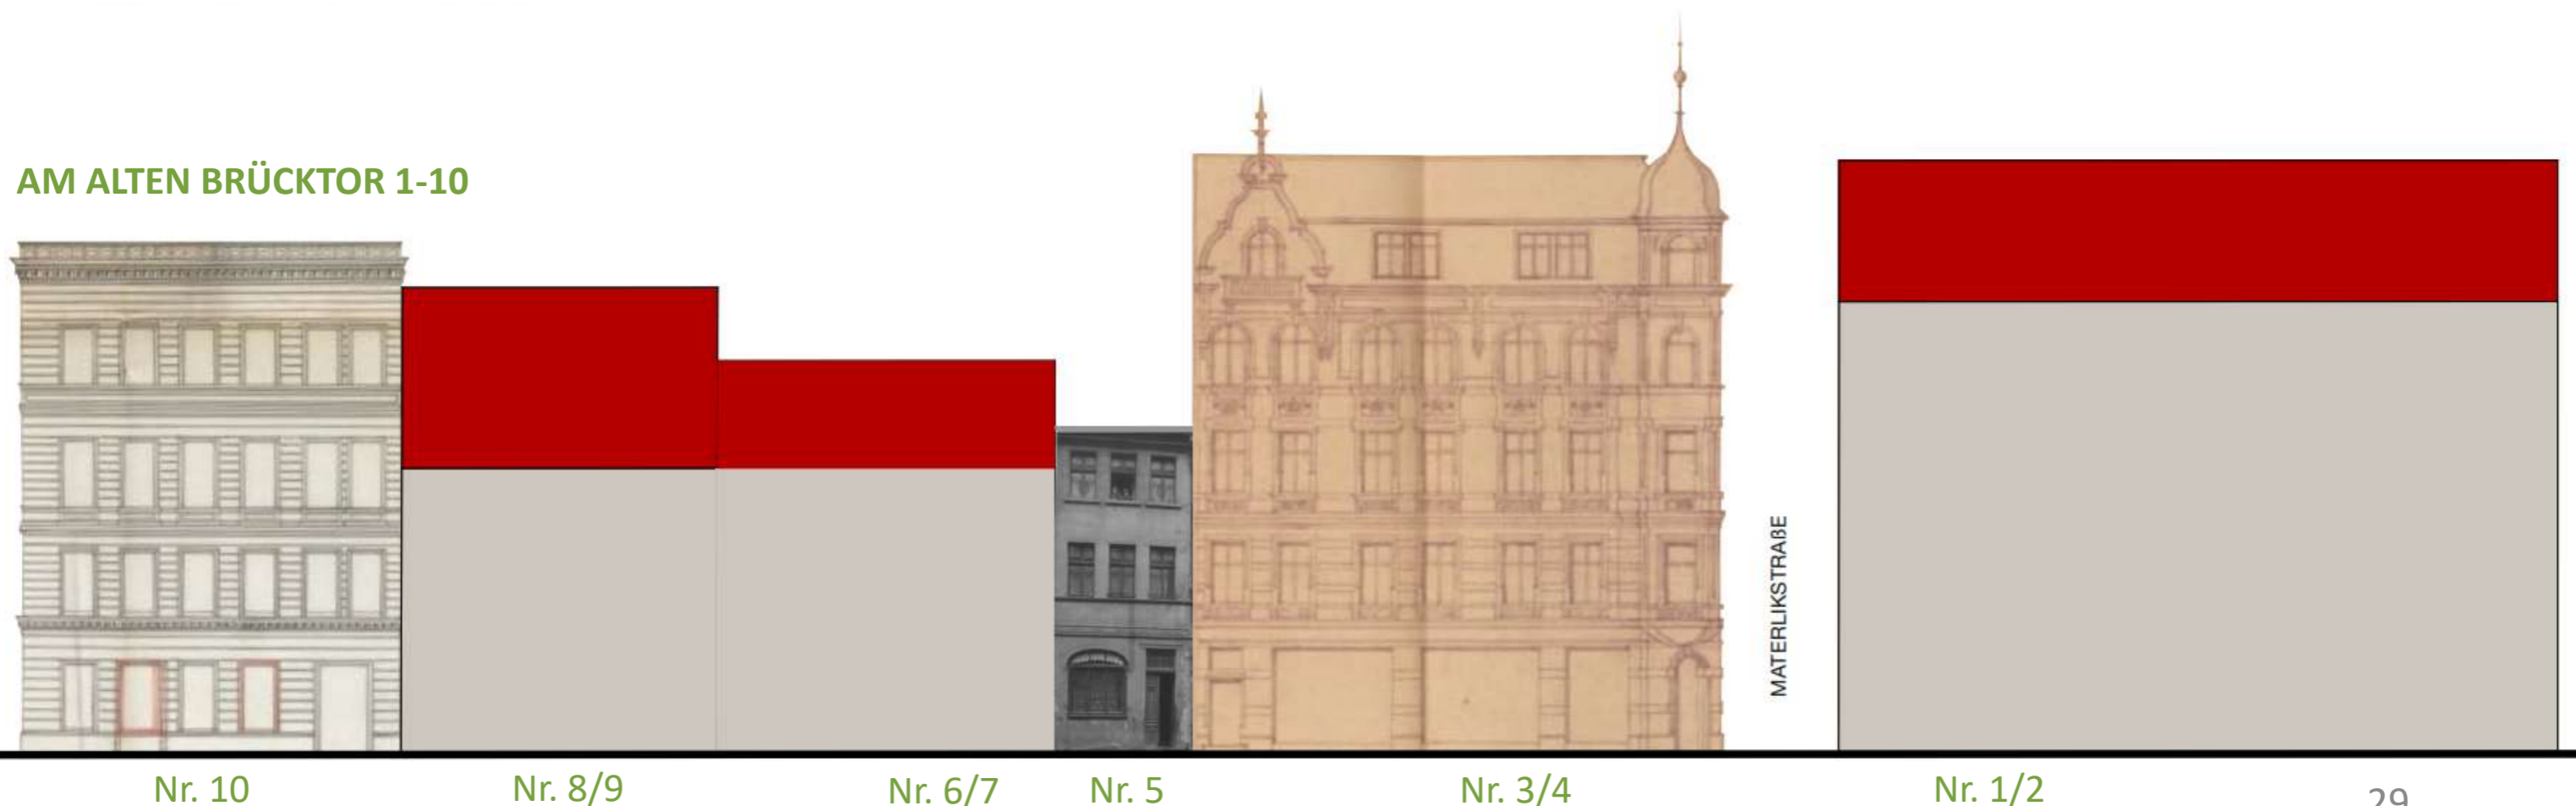 AM ALTEN BRÜCKTOR 1-10
MATERLIKSTRAßE
Nr. 10
Nr. 8/9
Nr. 6/7
Nr. 5
Nr. 3/4
Nr. 1/2
29